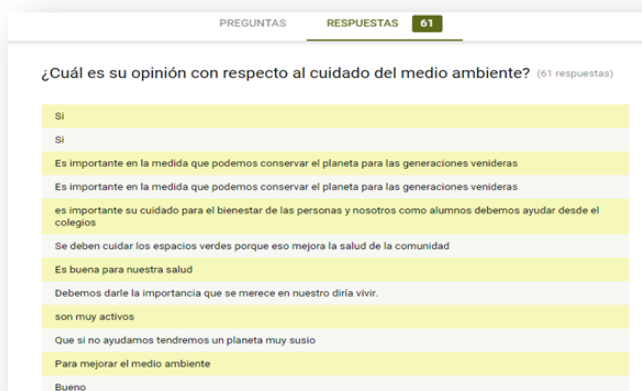 PREGUNTAS RESPUESTAS 61
¿Cuál es su opinión con respecto al cuidado del medio ambiente? (61 respuestas)
Si
Si
Es importante en la medida que podemos conservar el planeta para las generaciones venideras
Es importante en la medida que podemos conservar el planeta para las generaciones venideras
es importante su cuidado para el bienestar de las personas y nosotros como alumnos debemos ayudar desde el
colegios
Se deben cuidar los espacios verdes porque eso mejora la salud de la comunidad
Es buena para nuestra salud
Debemos darle la importancia que se merece en nuestro diría vivir.
son muy activos
Que si no ayudamos tendremos un planeta muy susio
Para mejorar el medio ambiente
Bueno